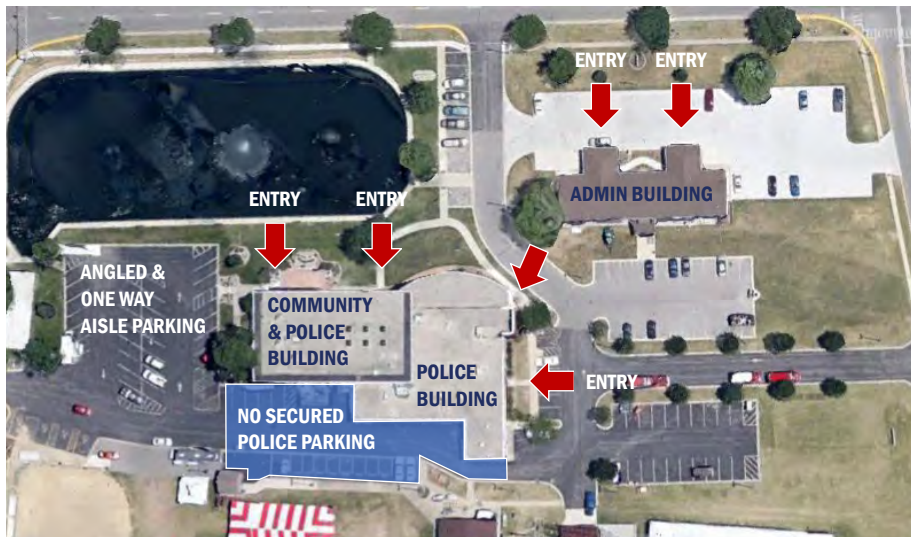 ENTRY
ENTRY
ADMIN BUILDING
ENTRY
ENTRY
ANGLED &
ONE WAY
AISLE PARKING
COMMUNITY
& POLICE
BUILDING
POLICE
BUILDING
ENTRY
NO SECURED
POLICE PARKING